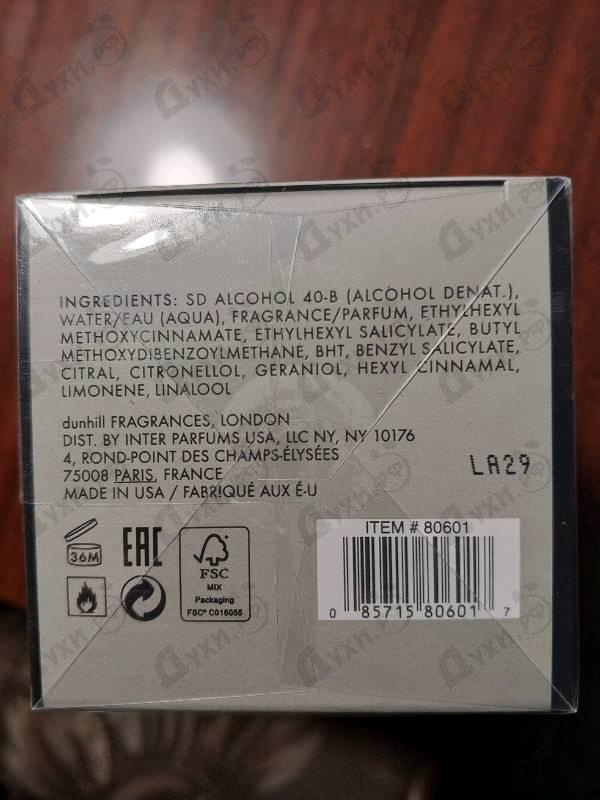 INGREDIENTS: SD ALCOHOL 40-B (ALCOHOL DENAT.),
WATER/EAU (AQUA), FRAGRANCE/PARFUM, ETHYLHEXYL
METHOXYCINNAMATE, ETHYLHEXYL SALICYLATE, BUTYL
METHOXYDIBENZOYLMETHANE, BHT, BENZYL SALICYLATE,
CITRAL, CITRONELLOL, GERANIOL, HEXYL CINNAMAL,
LIMONENE, LINALOOL
dunhill FRAGRANCES, LONDON
DIST. BY INTER PARFUMS USA, LLC NY, NY 10176
4, ROND-POINT DES CHAMPS-ÉLYSÉES
75008 PARIS, FRANCE
MADE IN USA / FABRIQUÉ AUX É-U
LA29
36M
EAC
FSC
MIX
Packaging
FSC® C016055
ITEM # 80601
0 85715 80601 7
Духи.рф